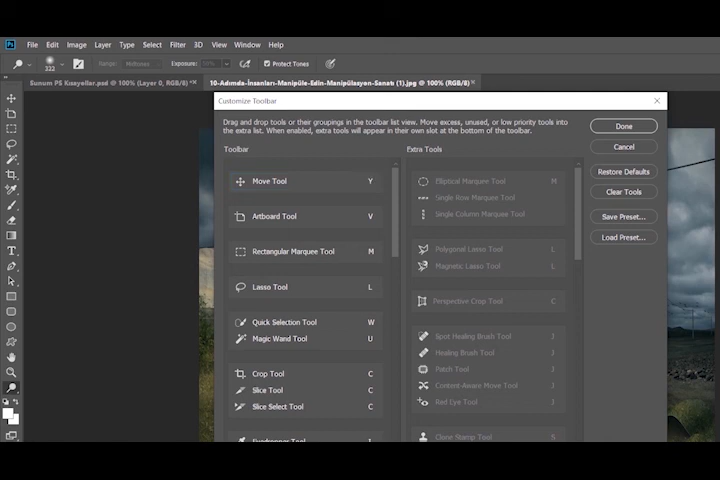 Ps File Edit Image Layer Type Select Filter 3D View Window Help
222 Range: Midtones Exposure: 50% Protect Tones
Sunum PS Kısayollar.psd @ 100% (Layer 0, RGB/8) * × 10-Adımda-İnsanları-Manipüle-Edin-Manipülasyon-Sanatı (1).jpg @ 100% (RGB/8) ×
Customize Toolbar
Drag and drop tools or their groupings in the toolbar list view. Move excess, unused, or low priority tools into
the extra list. When enabled, extra tools will appear in their own slot at the bottom of the toolbar.
Done
Cancel
Restore Defaults
Clear Tools
Save Preset...
Load Preset...
Toolbar
Move Tool Y
Artboard Tool V
Rectangular Marquee Tool M
Lasso Tool L
Quick Selection Tool W
Magic Wand Tool U
Crop Tool C
Slice Tool C
Slice Select Tool C
Eyedropper Tool I
Extra Tools
Elliptical Marquee Tool M
Single Row Marquee Tool
Single Column Marquee Tool
Polygonal Lasso Tool L
Magnetic Lasso Tool L
Perspective Crop Tool C
Spot Healing Brush Tool J
Healing Brush Tool J
Patch Tool J
Content-Aware Move Tool J
Red Eye Tool J
Clone Stamp Tool S